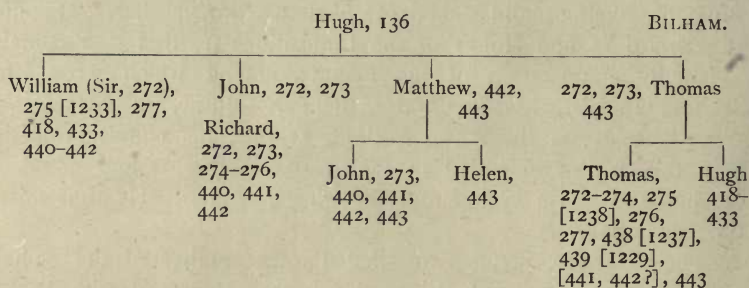 Hugh, 136
BILHAM.
William (Sir, 272),
275 [1233], 277,
418, 433,
440–442
John, 272, 273
Matthew, 442,
443
272, 273, Thomas
443
Richard,
272, 273,
274–276,
440, 441,
442
John, 273,
440, 441,
442, 443
Helen,
443
Thomas,
272–274, 275
[1238], 276,
277, 438 [1237],
439 [1229],
[441, 442?], 443
Hugh
418–
433